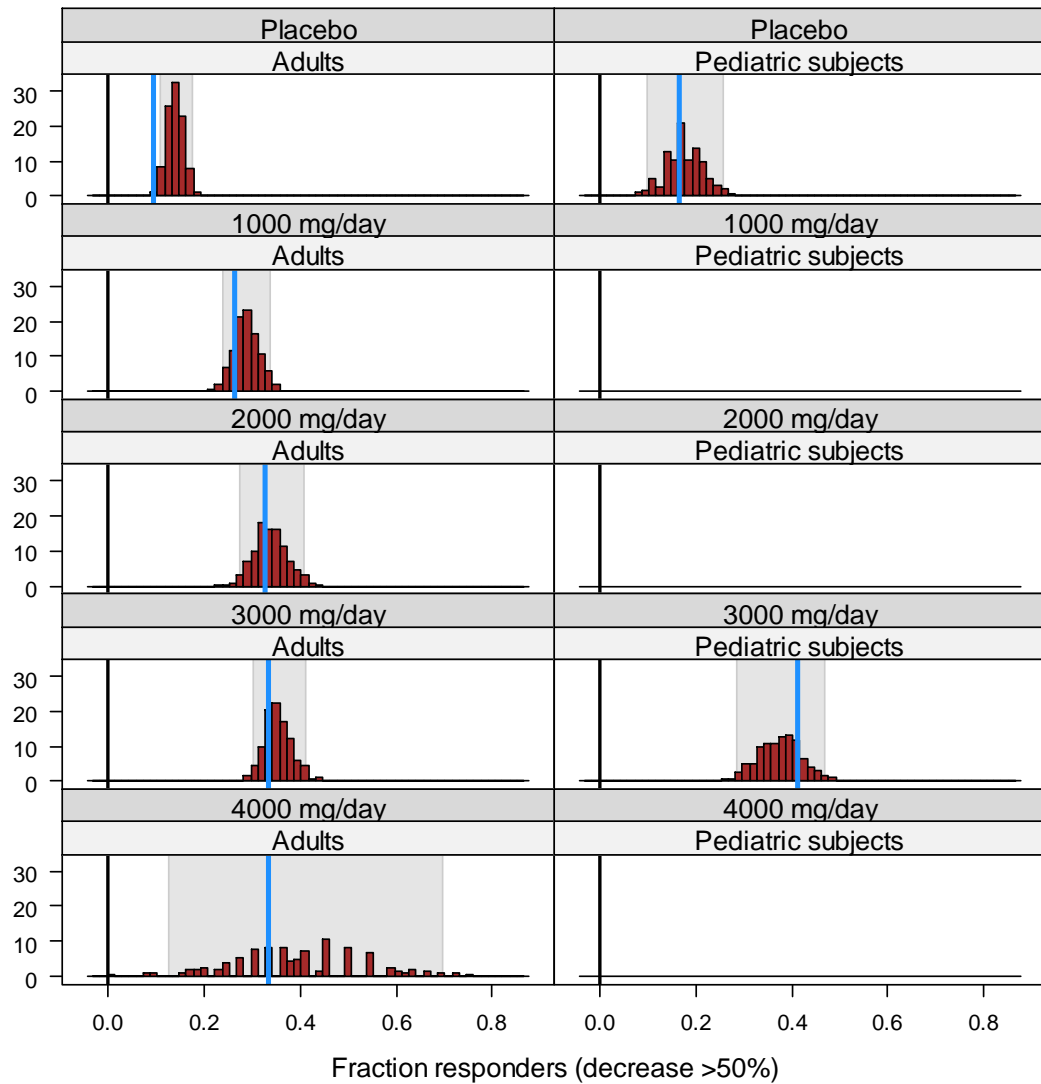 Placebo Placebo
Adults Pediatric subjects
30
20
10
0
1000 mg/day 1000 mg/day
Adults Pediatric subjects
30
20
10
0
2000 mg/day 2000 mg/day
Adults Pediatric subjects
30
20
10
0
3000 mg/day 3000 mg/day
Adults Pediatric subjects
30
20
10
0
4000 mg/day 4000 mg/day
Adults Pediatric subjects
30
20
10
0
0.0 0.2 0.4 0.6 0.8 0.0 0.2 0.4 0.6 0.8
Fraction responders (decrease >50%)